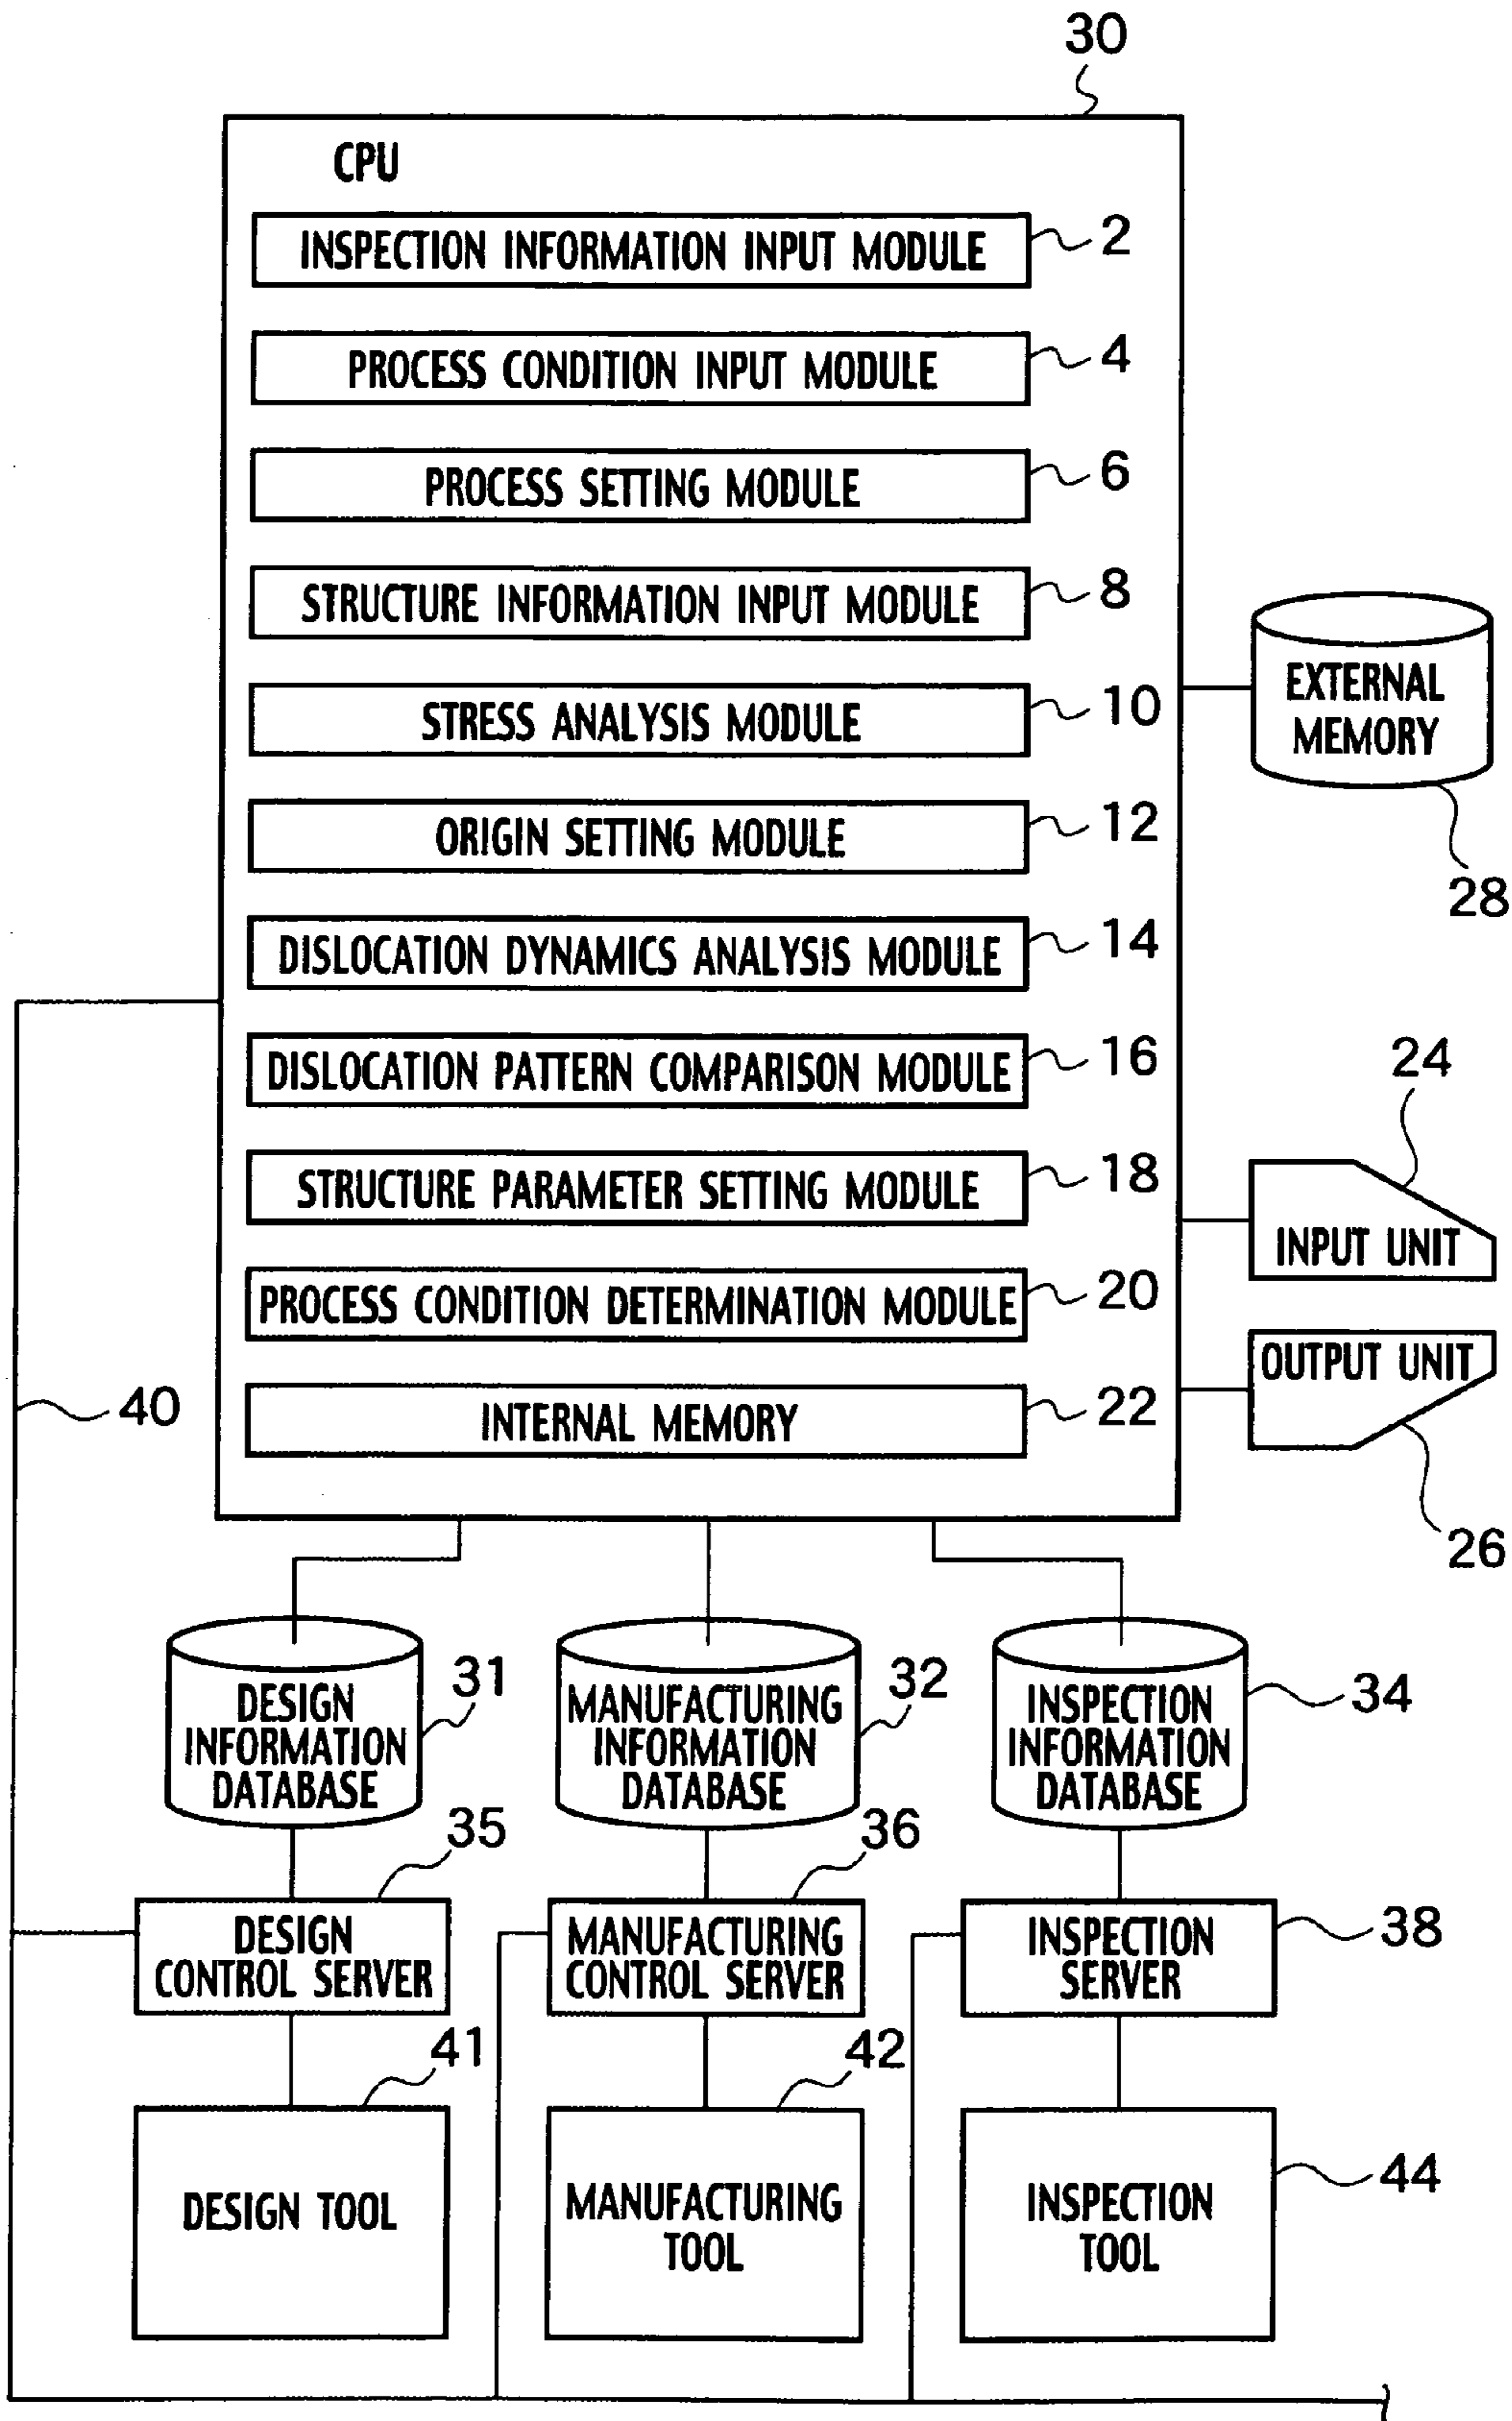 30
CPU
INSPECTION INFORMATION INPUT MODULE
2
PROCESS CONDITION INPUT MODULE
4
PROCESS SETTING MODULE
6
STRUCTURE INFORMATION INPUT MODULE
8
STRESS ANALYSIS MODULE
10
ORIGIN SETTING MODULE
12
DISLOCATION DYNAMICS ANALYSIS MODULE
14
DISLOCATION PATTERN COMPARISON MODULE
16
STRUCTURE PARAMETER SETTING MODULE
18
PROCESS CONDITION DETERMINATION MODULE
20
INTERNAL MEMORY
22
EXTERNAL
MEMORY
28
24
INPUT UNIT
OUTPUT UNIT
26
40
DESIGN
INFORMATION
DATABASE
31
MANUFACTURING
INFORMATION
DATABASE
32
INSPECTION
INFORMATION
DATABASE
34
35
DESIGN
CONTROL SERVER
36
MANUFACTURING
CONTROL SERVER
INSPECTION
SERVER
38
41
DESIGN TOOL
42
MANUFACTURING
TOOL
INSPECTION
TOOL
44